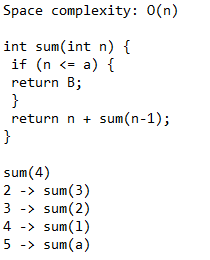 Space complexity: O(n)
int sum(int n) {
if (n <= a) {
return B;
}
return n + sum(n-1);
}
sum(4)
2 -> sum(3)
3 -> sum(2)
4 -> sum(1)
5 -> sum(a)